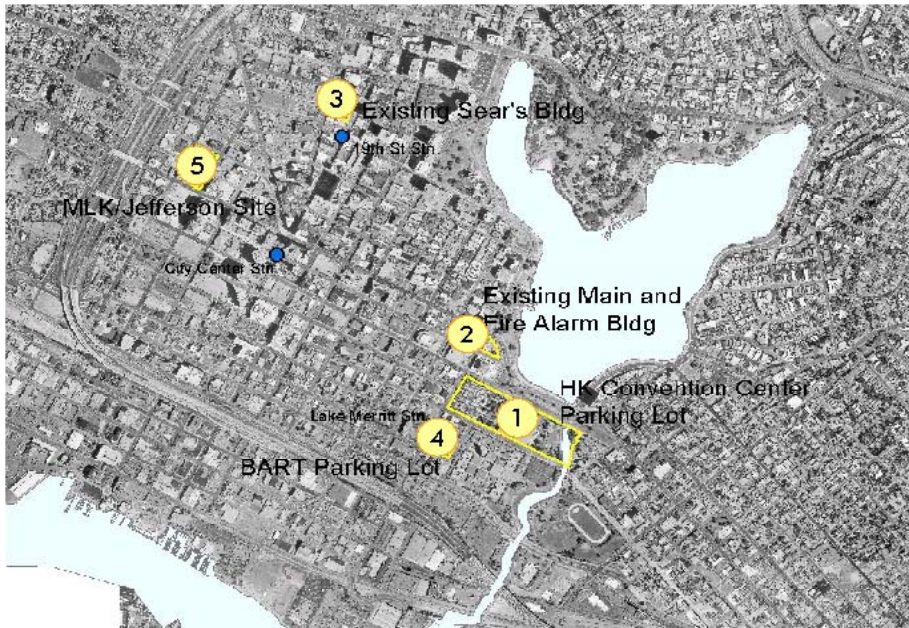 3
Existing Sear's Bldg
19th St Stn.
5
MLK/Jefferson Site
City Center Stn.
Existing Main and
Fire Alarm Bldg
2
HK Convention Center
Parking Lot
1
Lake Merritt Stn.
4
BART Parking Lot